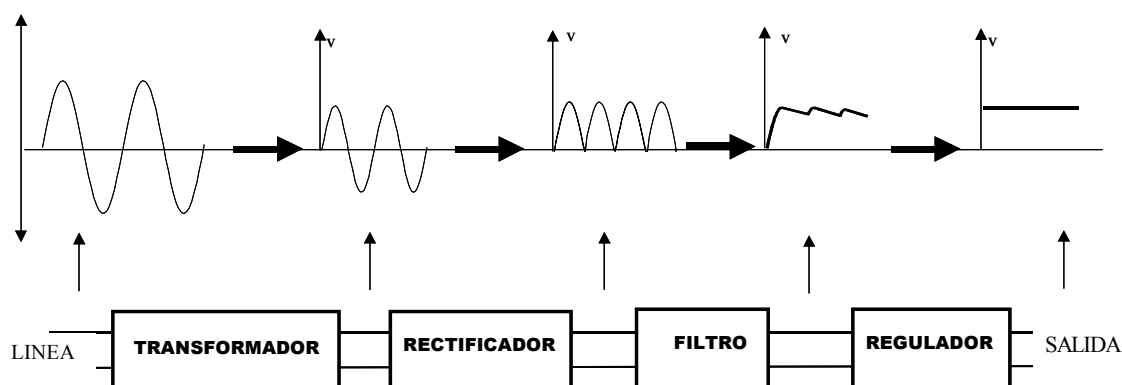 v
v
v
v
LINEA
TRANSFORMADOR
RECTIFICADOR
FILTRO
REGULADOR
SALIDA